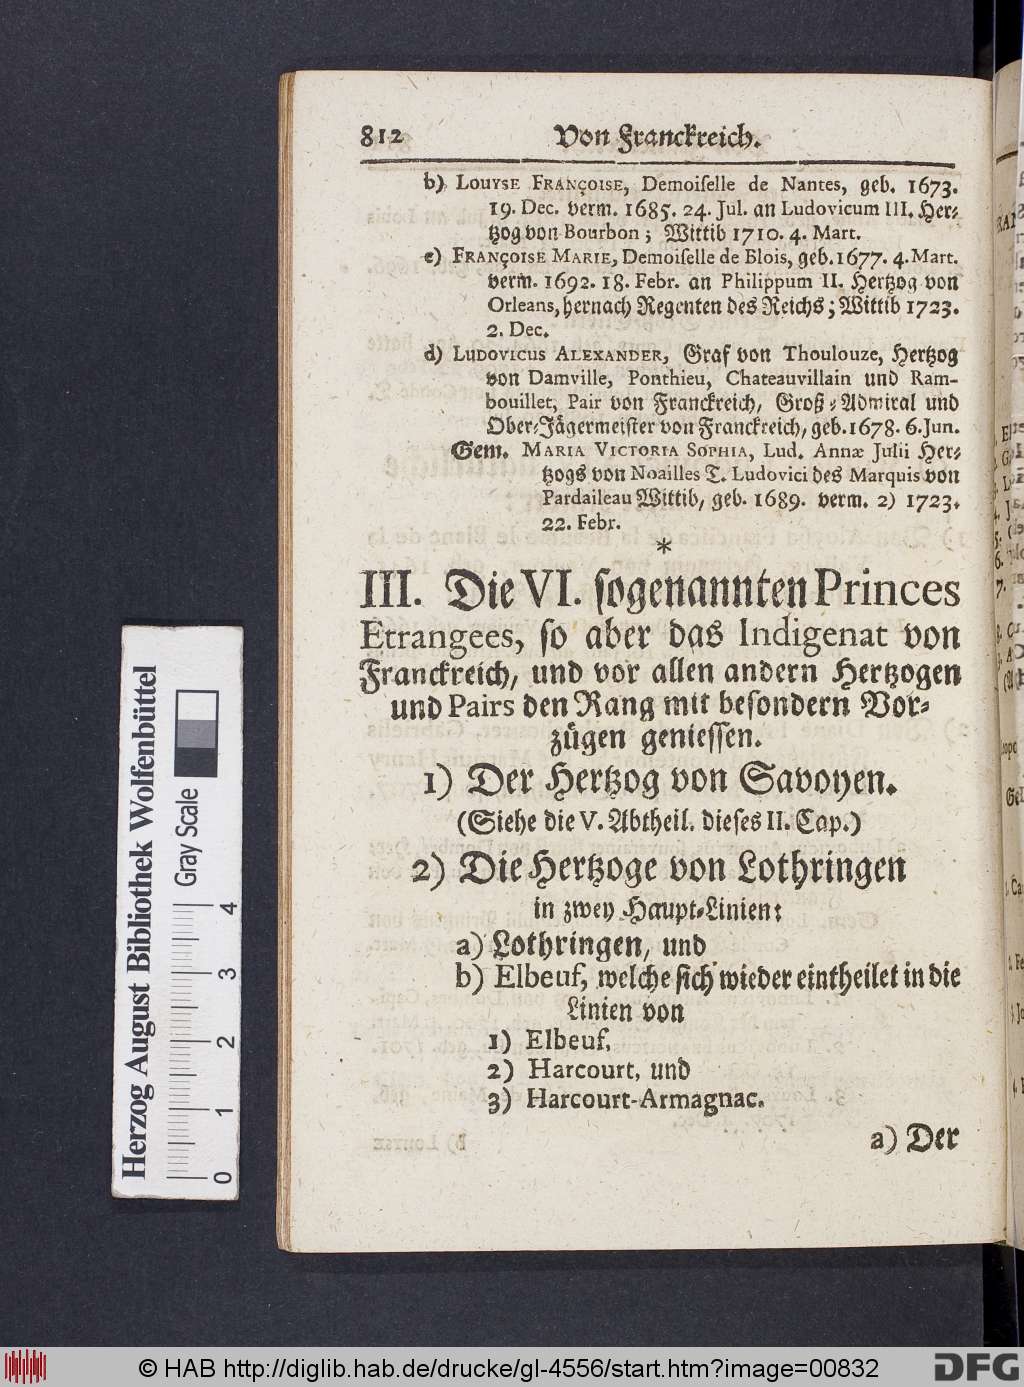 812 Von Franckreich.
b) LOUYSE FRANÇOISE, Demoiselle de Nantes, geb. 1673.
19. Dec. verm. 1685. 24. Jul. an Ludovicum III. Her⸗
tzog von Bourbon; Wittib 1710. 4. Mart.
c) FRANÇOISE MARIE, Demoiselle de Blois, geb. 1677. 4. Mart.
verm. 1692. 18. Febr. an Philippum II. Hertzog von
Orleans, hernach Regenten des Reichs; Wittib 1723.
2. Dec.
d) LUDOVICUS ALEXANDER, Graf von Thoulouze, Hertzog
von Damville, Ponthieu, Chateauvillain und Ram-
bouillet, Pair von Franckreich, Groß⸗Admiral und
Ober⸗Jägermeister von Franckreich, geb. 1678. 6. Jun.
Gem. MARIA VICTORIA SOPHIA, Lud. Annæ Julii Her⸗
tzogs von Noailles T. Ludovici des Marquis von
Pardaileau Wittib, geb. 1689. verm. 2) 1723.
22. Febr.
*
III. Die VI. sogenannten Princes
Etrangees, so aber das Indigenat von
Franckreich, und vor allen andern Hertzogen
und Pairs den Rang mit besondern Vor⸗
zügen geniessen.
1) Der Hertzog von Savoyen.
(Siehe die V. Abtheil. dieses II. Cap.)
2) Die Hertzoge von Lothringen
in zwey Haupt⸗Linien:
a) Lothringen, und
b) Elbeuf, welche sich wieder eintheilet in die
Linien von
1) Elbeuf,
2) Harcourt, und
3) Harcourt-Armagnac.
a) Der
Herzog August Bibliothek Wolfenbüttel
Gray Scale
0 1 2 3 4
© HAB http://diglib.hab.de/drucke/gl-4556/start.htm?image=00832
DFG